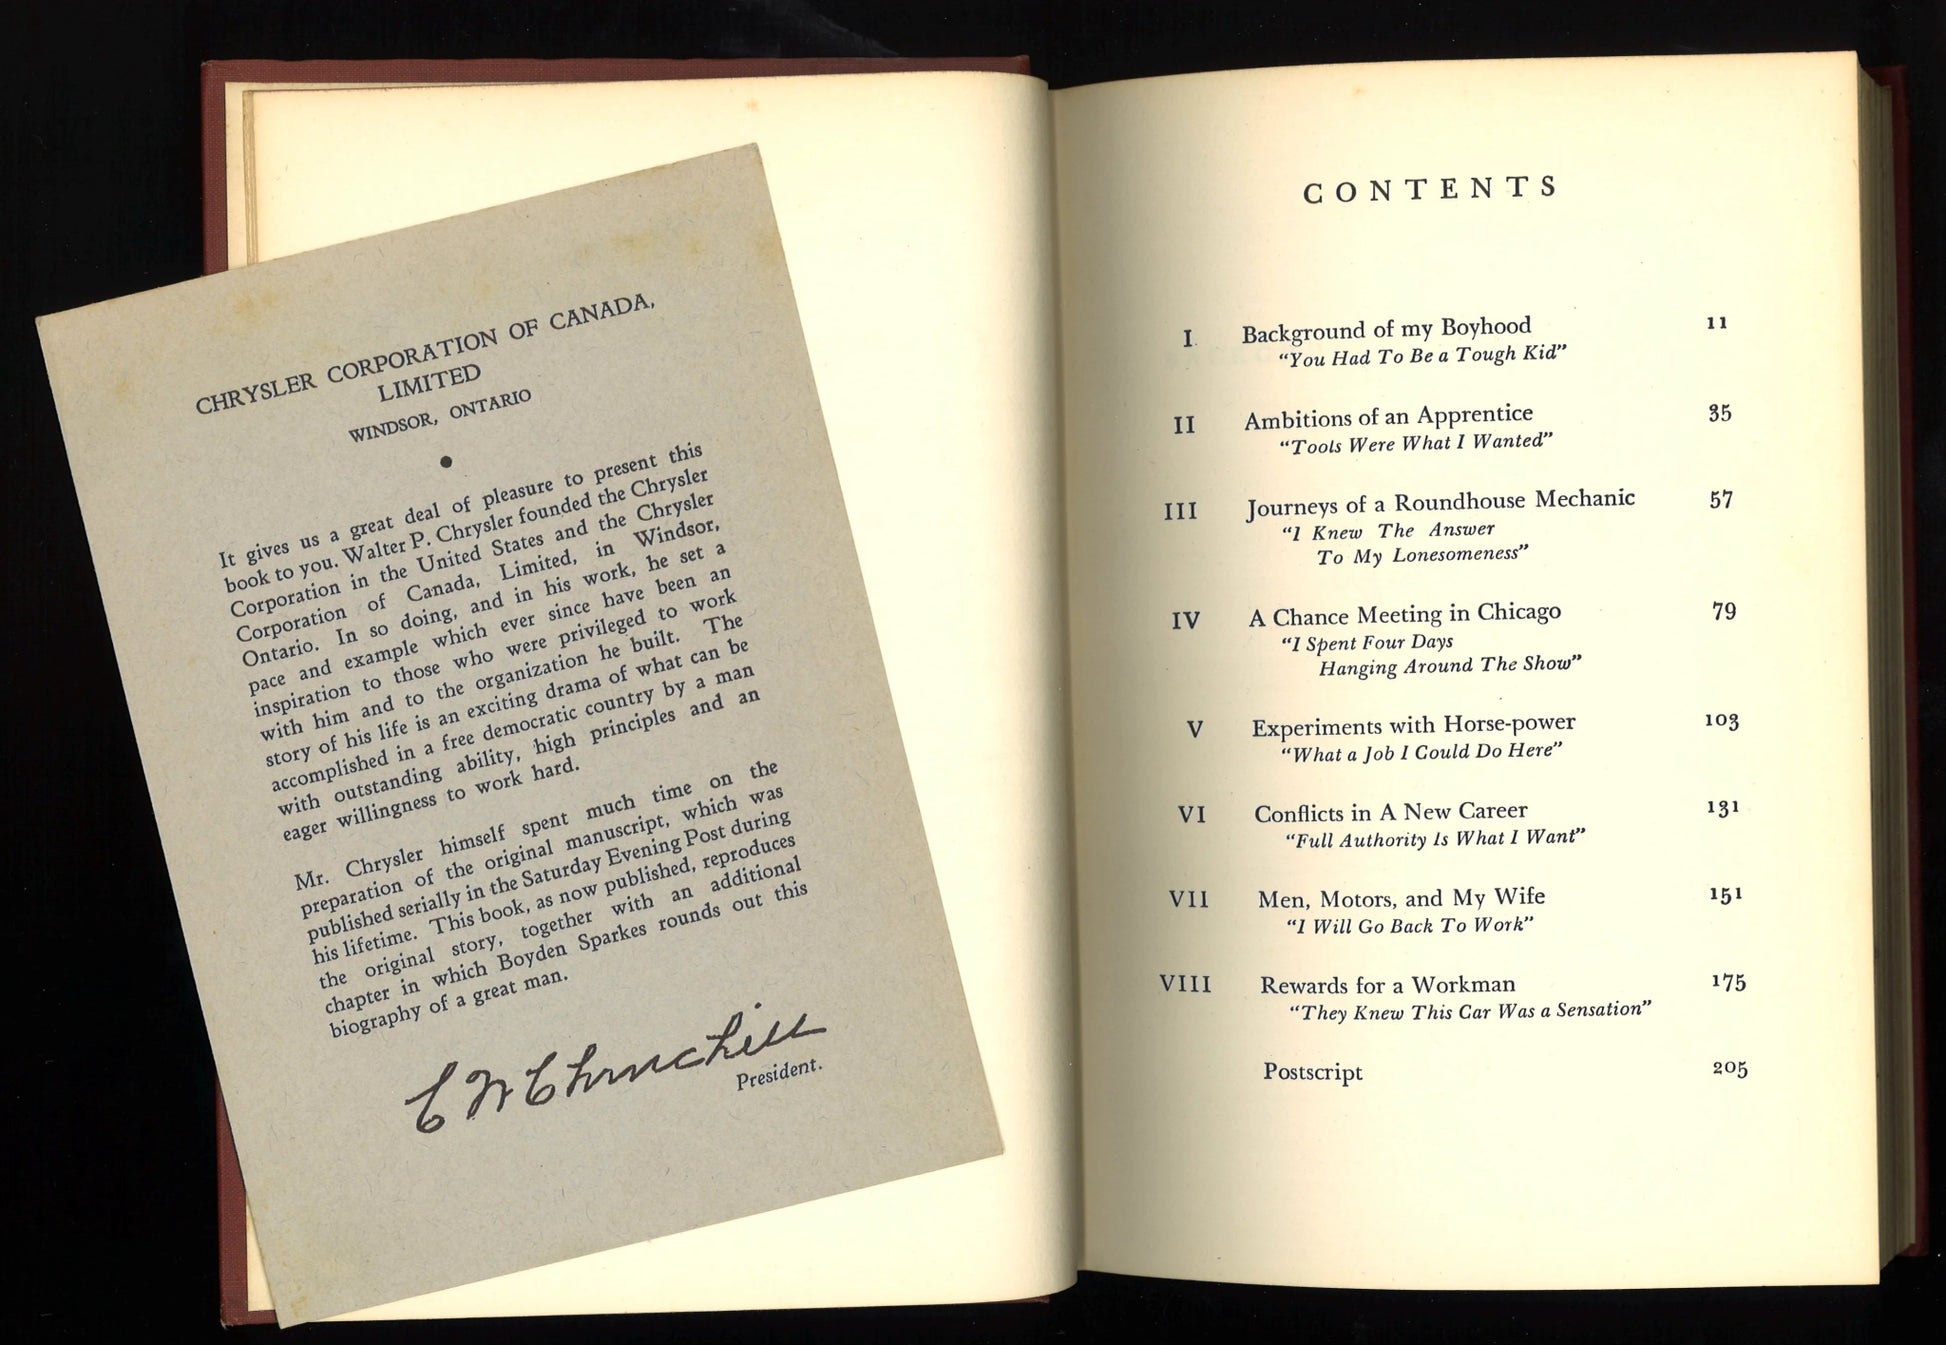 CHRYSLER CORPORATION OF CANADA,
LIMITED
WINDSOR, ONTARIO
It gives us a great deal of pleasure to present this
book to you. Walter P. Chrysler founded the Chrysler
Corporation in the United States and the Chrysler
Corporation of Canada, Limited, in Windsor,
Ontario. In so doing, and in his work, he set a
pace and example which ever since have been an
inspiration to those who were privileged to work
with him and to the organization he built. The
story of his life is an exciting drama of what can be
accomplished in a free democratic country by a man
with outstanding ability, high principles and an
eager willingness to work hard.
Mr. Chrysler himself spent much time on the
preparation of the original manuscript, which was
published serially in the Saturday Evening Post during
his lifetime. This book, as now published, reproduces
the original story, together with an additional
chapter in which Boyden Sparkes rounds out this
biography of a great man.
C W Churchill
President.
CONTENTS
I Background of my Boyhood 11
“You Had To Be a Tough Kid”
II Ambitions of an Apprentice 35
“Tools Were What I Wanted”
III Journeys of a Roundhouse Mechanic 57
“I Knew The Answer
To My Lonesomeness”
IV A Chance Meeting in Chicago 79
“I Spent Four Days
Hanging Around The Show”
V Experiments with Horse-power 103
“What a Job I Could Do Here”
VI Conflicts in A New Career 131
“Full Authority Is What I Want”
VII Men, Motors, and My Wife 151
“I Will Go Back To Work”
VIII Rewards for a Workman 175
“They Knew This Car Was a Sensation”
Postscript 205